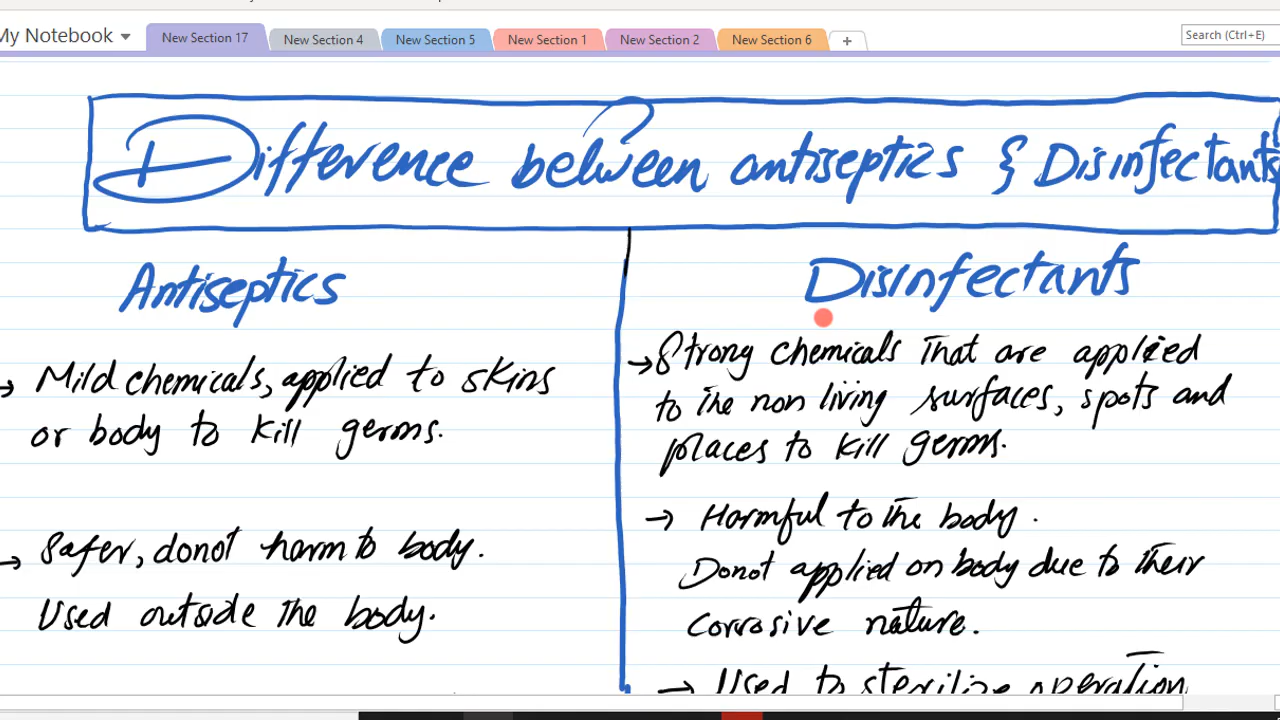 My Notebook
New Section 17
New Section 4
New Section 5
New Section 1
New Section 2
New Section 6
+
Search (Ctrl+E)
Difference between antiseptics & Disinfectants
Antiseptics
→ Mild chemicals, applied to skins
or body to kill germs.
→ Safer, donot harm to body.
Used outside the body.
Disinfectants
→ Strong chemicals that are applied
to the non living surfaces, spots and
places to kill germs.
→ Harmful to the body.
Donot applied on body due to their
corrosive nature.
→ Used to sterilize operation